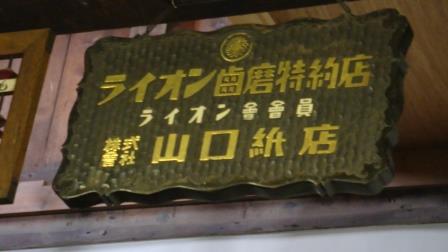 ライオン歯磨特約店
ライオン會會員
株式會社 山口紙店